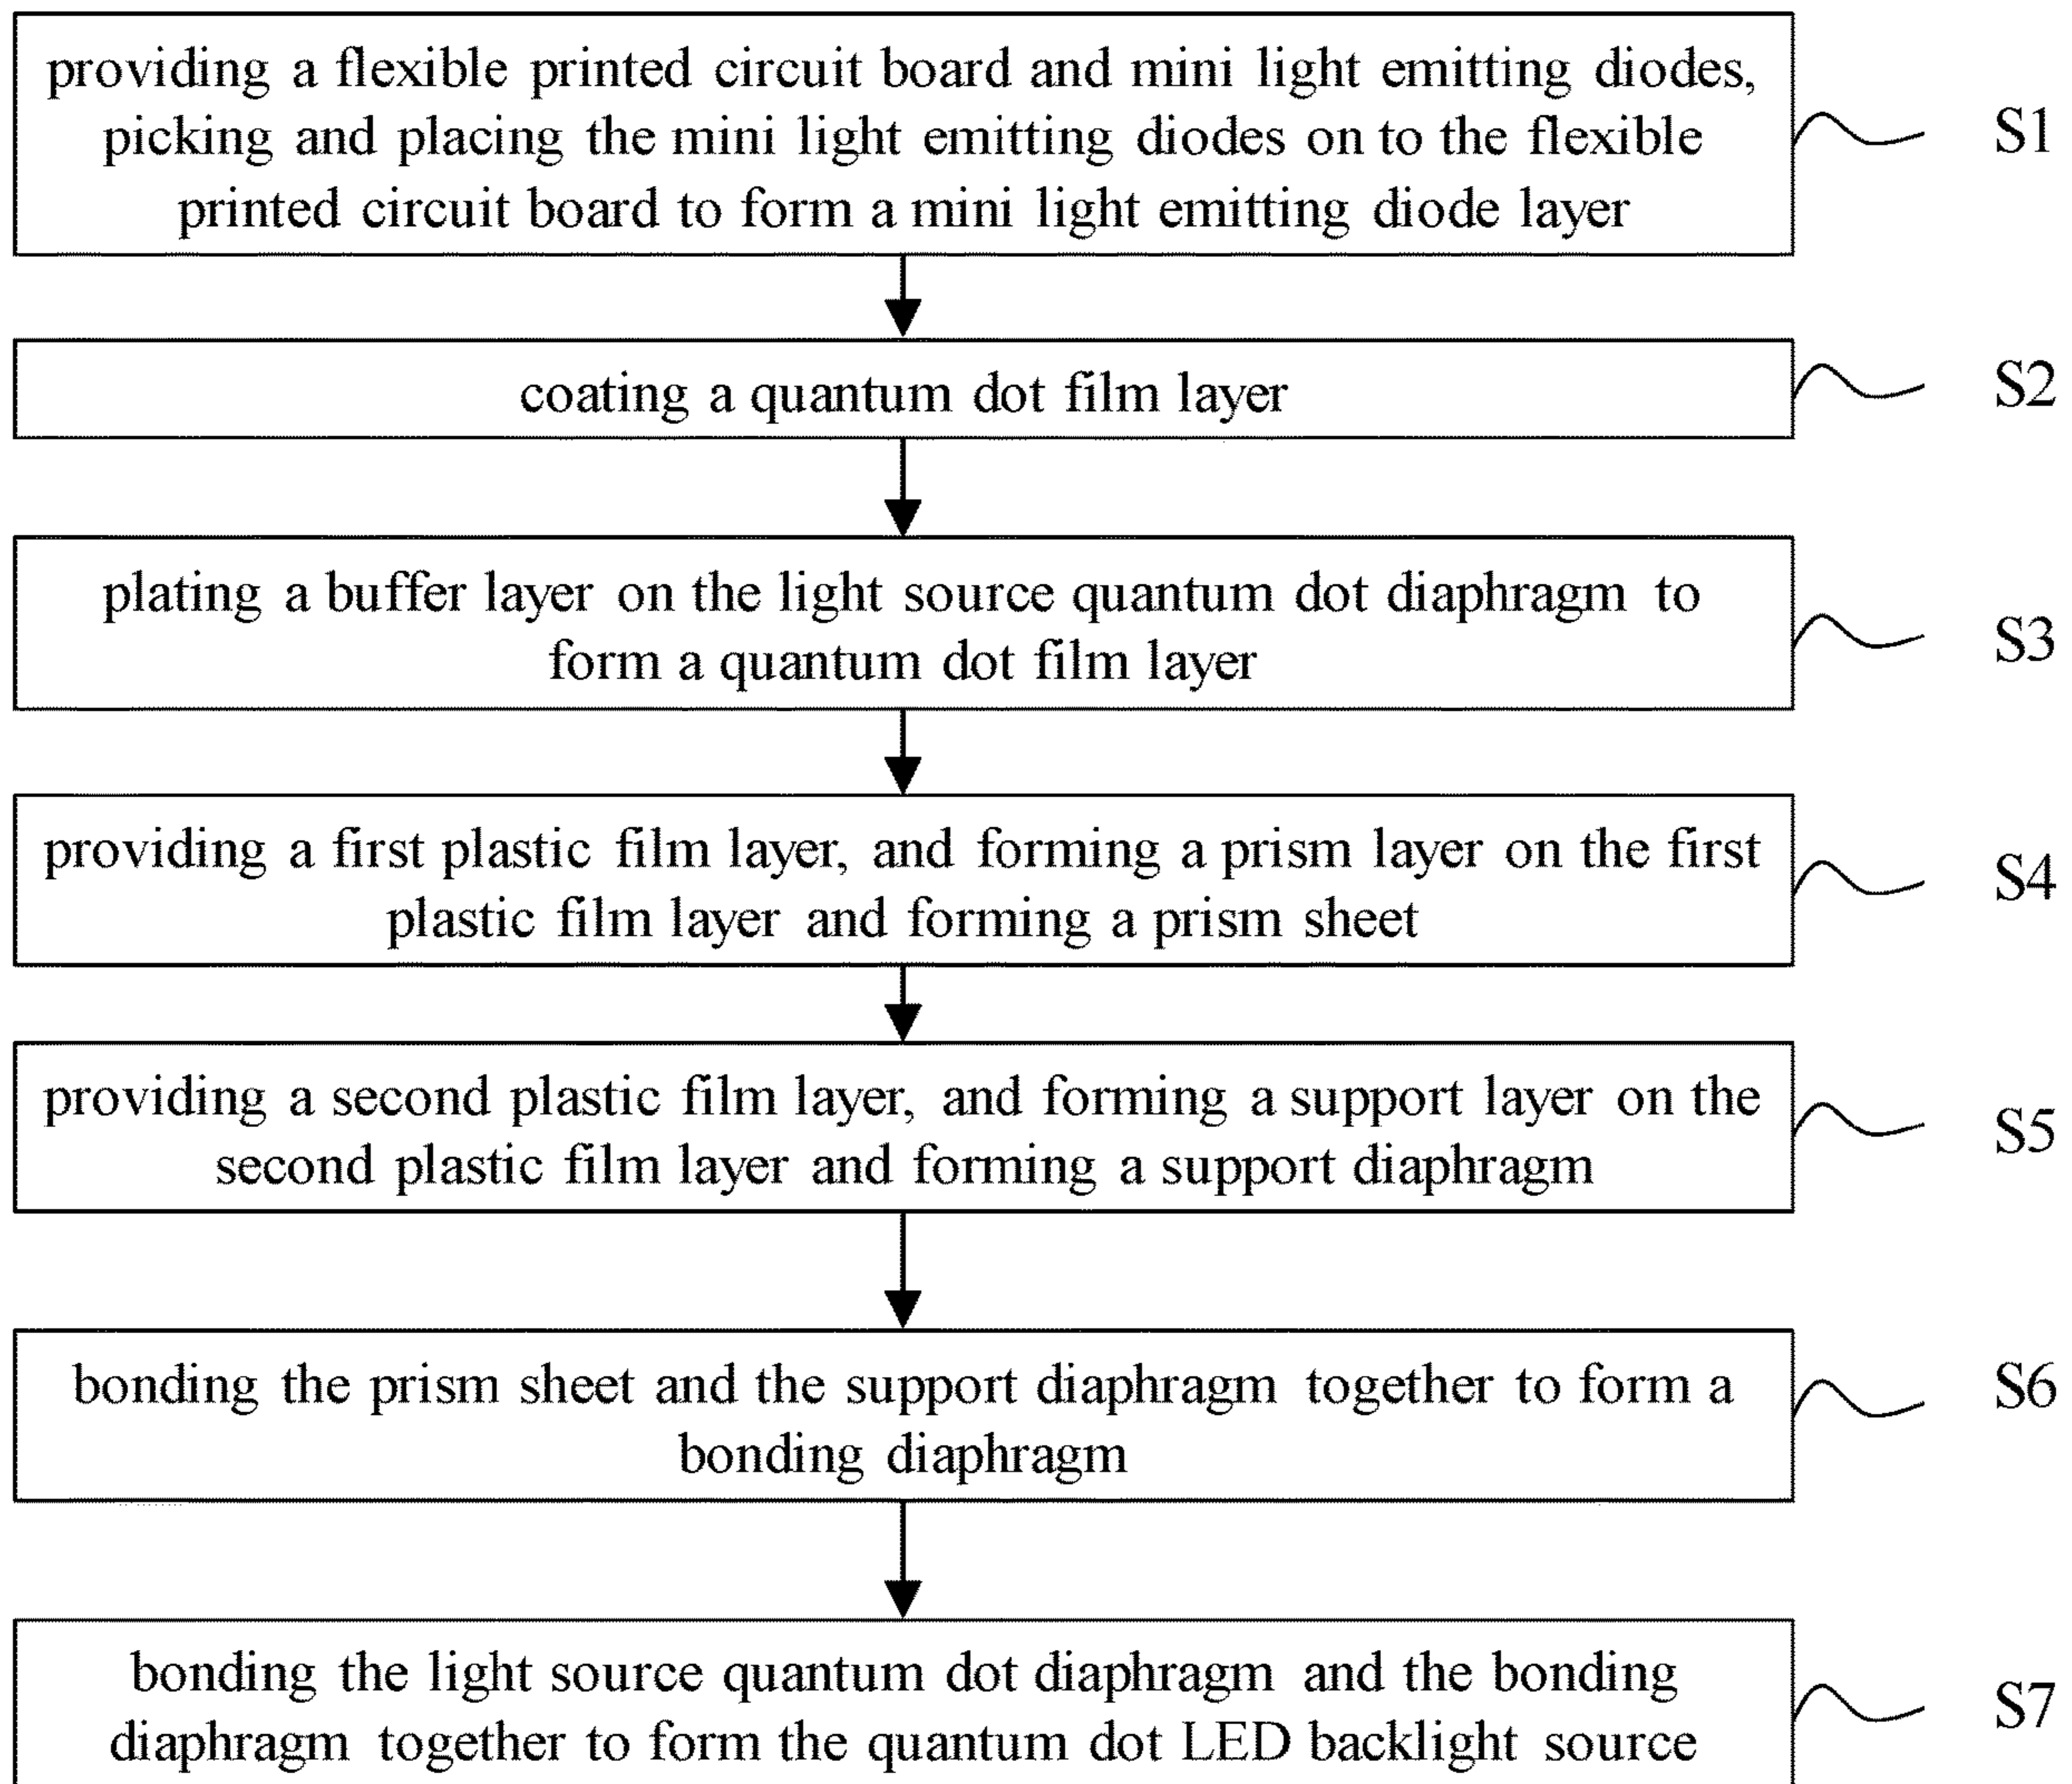 providing a flexible printed circuit board and mini light emitting diodes,
picking and placing the mini light emitting diodes on to the flexible
printed circuit board to form a mini light emitting diode layer
S1
coating a quantum dot film layer
S2
plating a buffer layer on the light source quantum dot diaphragm to
form a quantum dot film layer
S3
providing a first plastic film layer, and forming a prism layer on the first
plastic film layer and forming a prism sheet
S4
providing a second plastic film layer, and forming a support layer on the
second plastic film layer and forming a support diaphragm
S5
bonding the prism sheet and the support diaphragm together to form a
bonding diaphragm
S6
bonding the light source quantum dot diaphragm and the bonding
diaphragm together to form the quantum dot LED backlight source
S7